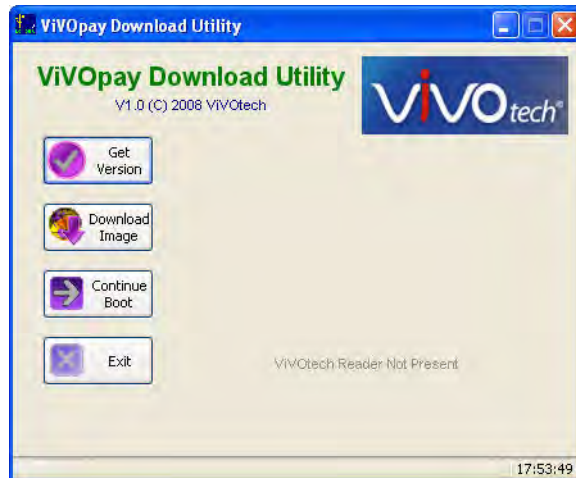 ViVOpay Download Utility
ViVOpay Download Utility
V1.0 (C) 2008 ViVOtech
ViVOtech®
Get
Version
Download
Image
Continue
Boot
Exit
ViVOtech Reader Not Present
17:53:49